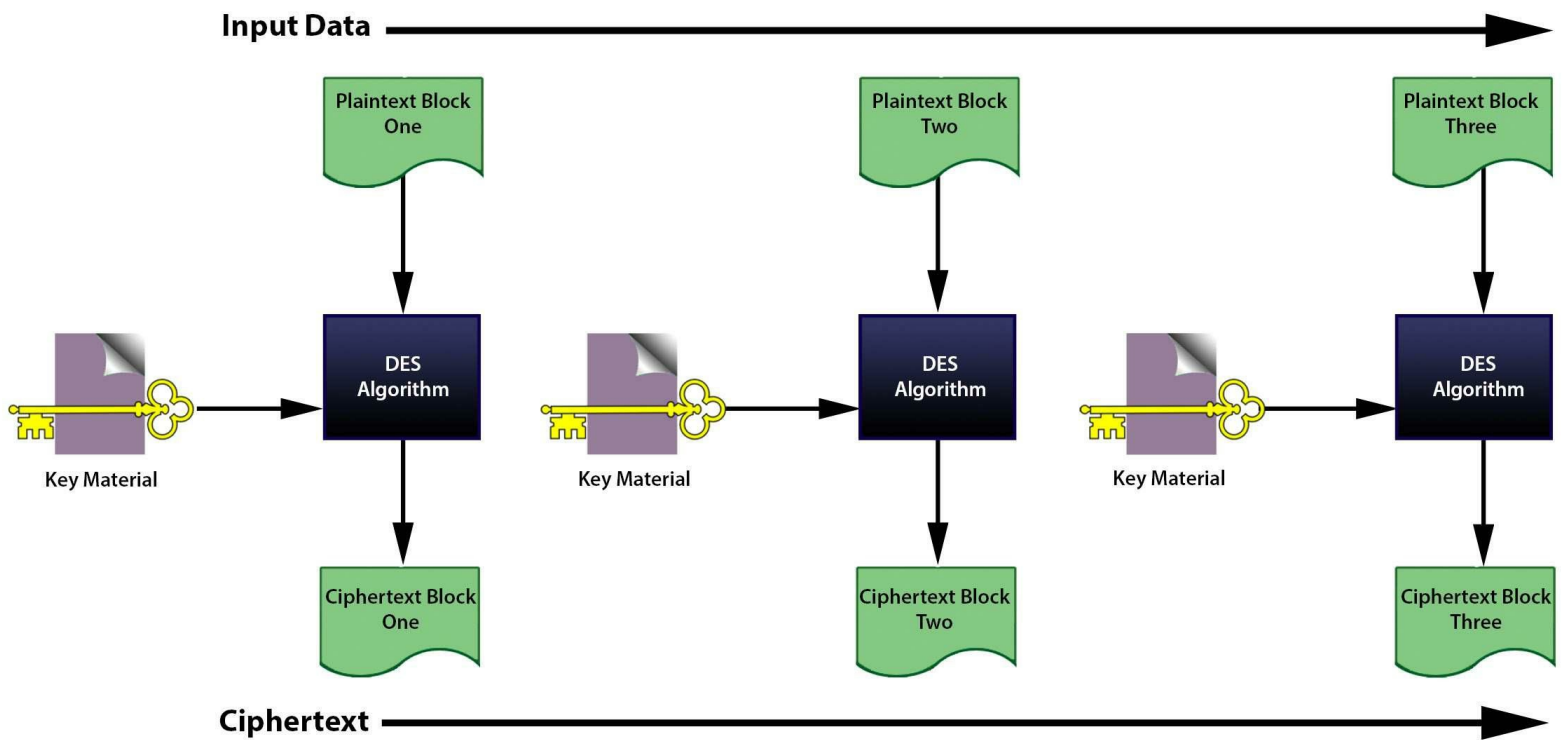 Input Data
Plaintext Block
One
Plaintext Block
Two
Plaintext Block
Three
DES
Algorithm
DES
Algorithm
DES
Algorithm
Key Material
Key Material
Key Material
Ciphertext Block
One
Ciphertext Block
Two
Ciphertext Block
Three
Ciphertext